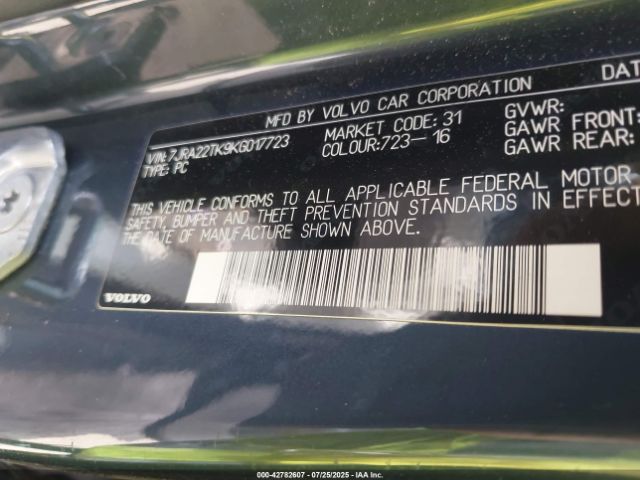 MFD BY VOLVO CAR CORPORATION DAT
VIN:7JRA22TK9KG017723 MARKET CODE: 31 GVWR:
TYPE: PC COLOUR:723-16 GAWR FRONT:
GAWR REAR:
THIS VEHICLE CONFORMS TO ALL APPLICABLE FEDERAL MOTOR
SAFETY, BUMPER AND THEFT PREVENTION STANDARDS IN EFFECT
THE DATE OF MANUFACTURE SHOWN ABOVE.
VOLVO
000-42782607 - 07/25/2025 - IAA Inc.